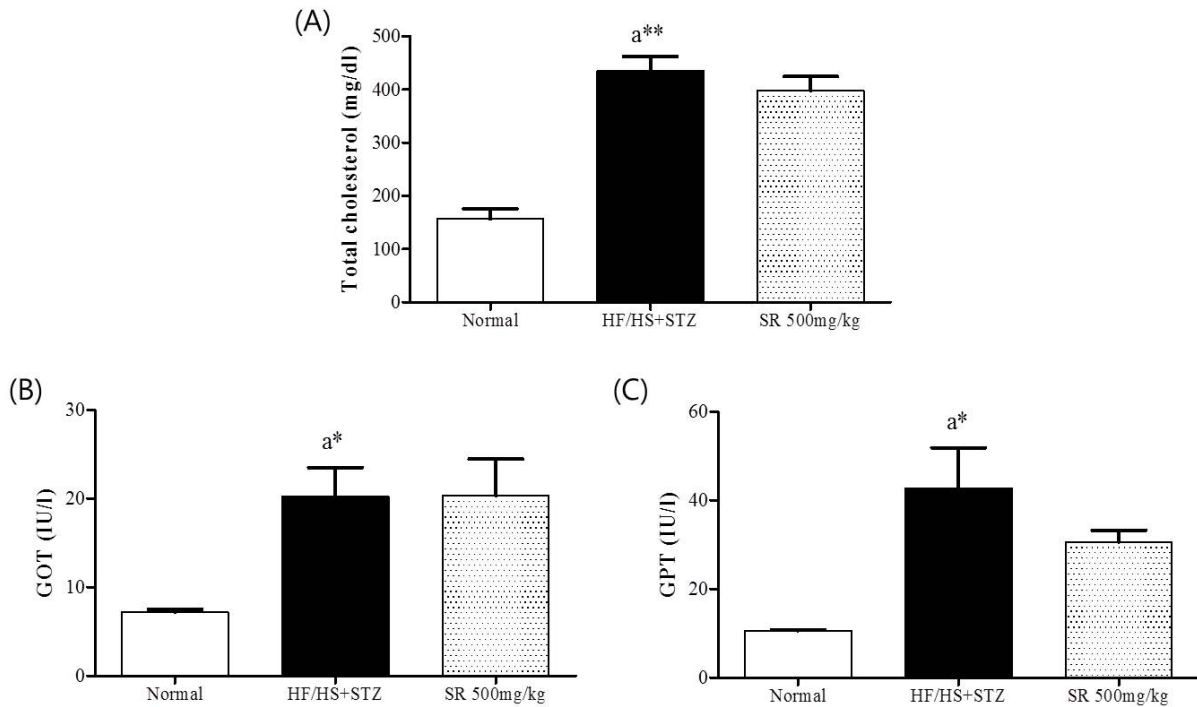 (A)
Total cholesterol (mg/dl)
500
400
300
200
100
0
a**
Normal HF/HS+STZ SR 500mg/kg
(B)
GOT (IU/l)
30
20
10
0
a*
Normal HF/HS+STZ SR 500mg/kg
(C)
GPT (IU/l)
60
40
20
0
a*
Normal HF/HS+STZ SR 500mg/kg